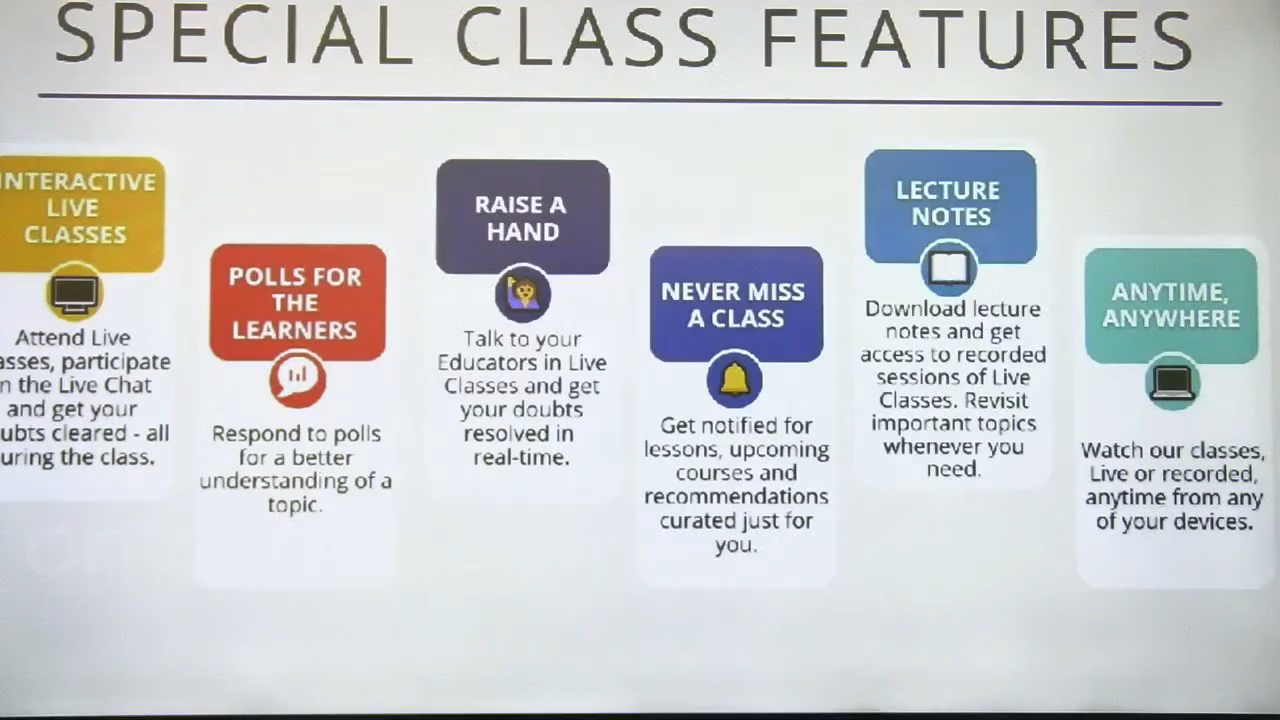 SPECIAL CLASS FEATURES
INTERACTIVE
LIVE
CLASSES
Attend Live
participate
the Live Chat
and get your
cleared - all
the class.
POLLS FOR
THE
LEARNERS
Respond to polls
for a better
understanding of a
topic.
RAISE A
HAND
Talk to your
Educators in Live
Classes and get
your doubts
resolved in
real-time.
NEVER MISS
A CLASS
Get notified for
lessons, upcoming
courses and
recommendations
curated just for
you.
LECTURE
NOTES
Download lecture
notes and get
access to recorded
sessions of Live
Classes. Revisit
important topics
whenever you
need.
ANYTIME,
ANYWHERE
Watch our classes,
Live or recorded,
anytime from any
of your devices.